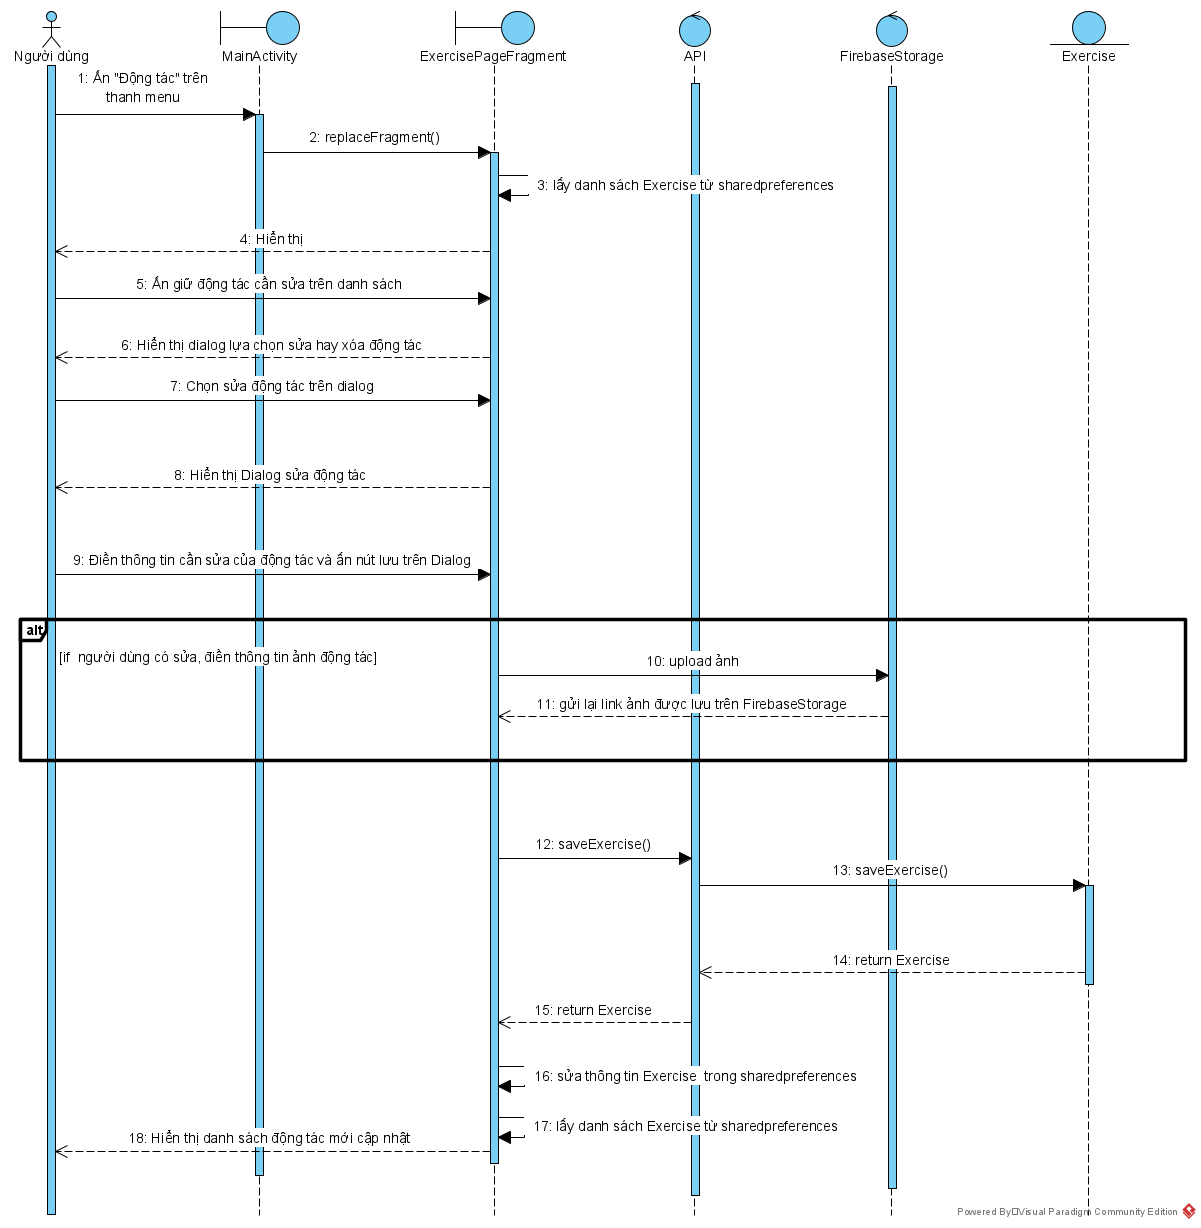 Người dùng
MainActivity
ExercisePageFragment
API
FirebaseStorage
Exercise
1: Ấn "Động tác" trên
thanh menu
2: replaceFragment()
3: lấy danh sách Exercise từ sharedpreferences
4: Hiển thị
5: Ấn giữ động tác cần sửa trên danh sách
6: Hiển thị dialog lựa chọn sửa hay xóa động tác
7: Chọn sửa động tác trên dialog
8: Hiển thị Dialog sửa động tác
9: Điền thông tin cần sửa của động tác và ấn nút lưu trên Dialog
alt
[if người dùng có sửa, điền thông tin ảnh động tác]
10: upload ảnh
11: gửi lại link ảnh được lưu trên FirebaseStorage
12: saveExercise()
13: saveExercise()
14: return Exercise
15: return Exercise
16: sửa thông tin Exercise trong sharedpreferences
17: lấy danh sách Exercise từ sharedpreferences
18: Hiển thị danh sách động tác mới cập nhật
Powered By□Visual Paradigm Community Edition